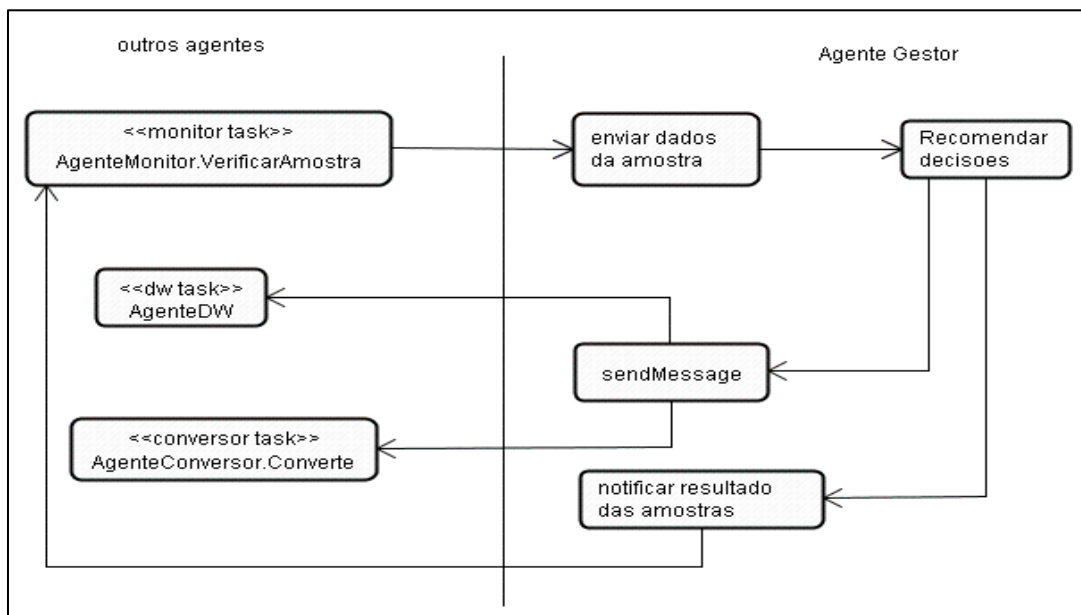 outros agentes
Agente Gestor
<<monitor task>>
AgenteMonitor.VerificarAmostra
enviar dados
da amostra
Recomendar
decisoes
<<dw task>>
AgenteDW
sendMessage
<<conversor task>>
AgenteConversor.Converte
notificar resultado
das amostras